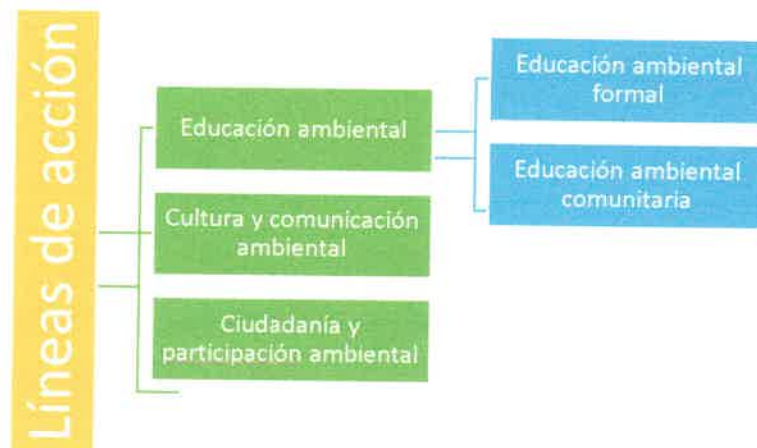 Líneas de acción
Educación ambiental
Educación ambiental
formal
Educación ambiental
comunitaria
Cultura y comunicación
ambiental
Ciudadanía y
participación ambiental